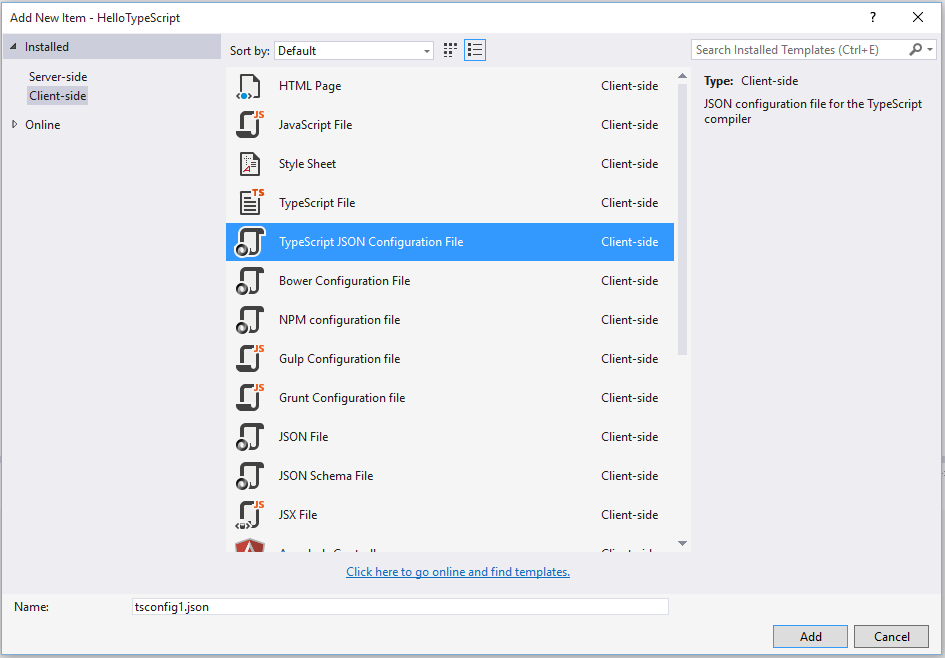 Add New Item - HelloTypeScript ?
Installed
Server-side
Client-side
Online
Sort by: Default
Search Installed Templates (Ctrl+E)
HTML Page Client-side
JS JavaScript File Client-side
Style Sheet Client-side
TS TypeScript File Client-side
TypeScript JSON Configuration File Client-side
Bower Configuration File Client-side
NPM configuration file Client-side
JS Gulp Configuration file Client-side
JS Grunt Configuration file Client-side
JSON File Client-side
JSON Schema File Client-side
JS JSX File Client-side
Type: Client-side
JSON configuration file for the TypeScript
compiler
Click here to go online and find templates.
Name: tsconfig1.json
Add Cancel